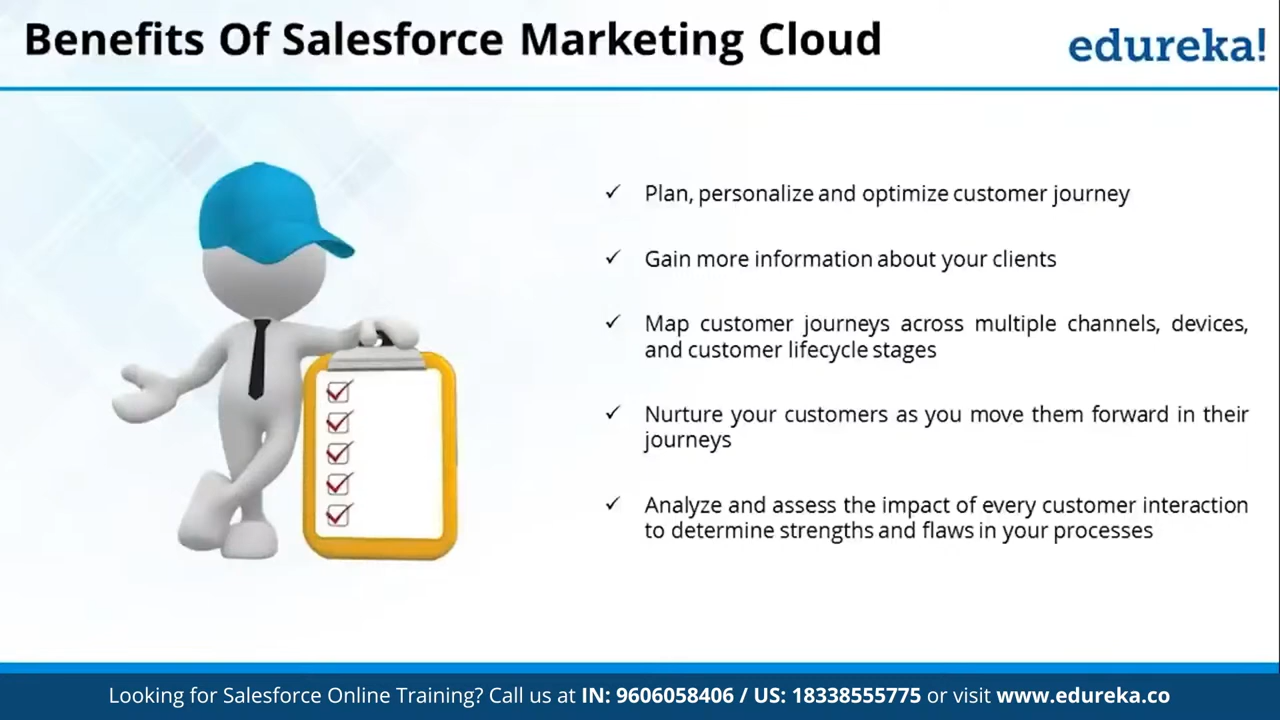 Benefits Of Salesforce Marketing Cloud
edureka!
✓ Plan, personalize and optimize customer journey
✓ Gain more information about your clients
✓ Map customer journeys across multiple channels, devices,
and customer lifecycle stages
✓ Nurture your customers as you move them forward in their
journeys
✓ Analyze and assess the impact of every customer interaction
to determine strengths and flaws in your processes
Looking for Salesforce Online Training? Call us at IN: 9606058406 / US: 18338555775 or visit www.edureka.co